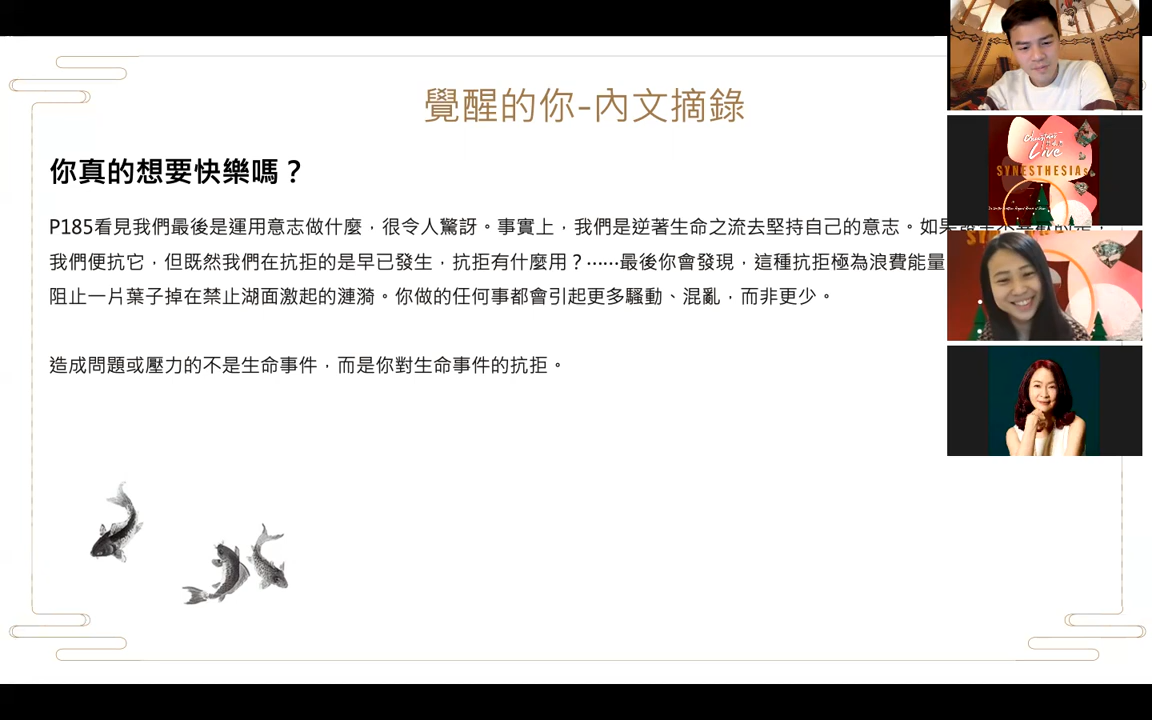 覺醒的你-內文摘錄
你真的想要快樂嗎？
P185看見我們最後是運用意志做什麼，很令人驚訝。事實上，我們是逆著生命之流去堅持自己的意志。如果
我們便抗它，但既然我們在抗拒的是早已發生，抗拒有什麼用？⋯⋯最後你會發現，這種抗拒極為浪費能量
阻止一片葉子掉在禁止湖面激起的漣漪。你做的任何事都會引起更多騷動、混亂，而非更少。
造成問題或壓力的不是生命事件，而是你對生命事件的抗拒。
Live
SYNESTHESIAs